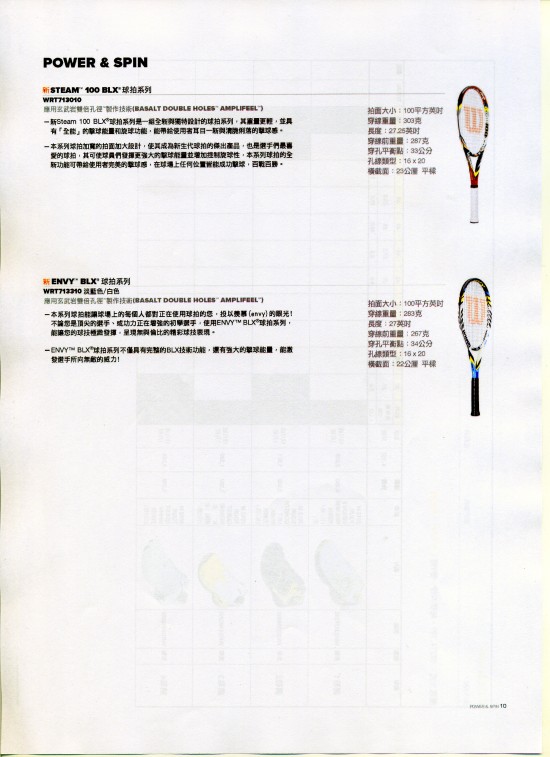 POWER & SPIN
新 STEAM™ 100 BLX® 球拍系列
WRT713010
應用玄武岩雙倍孔徑™製作技術(BASALT DOUBLE HOLES™ AMPLIFEEL™)
－新Steam 100 BLX®球拍系列是一組全新與獨特設計的球拍系列，其重量更輕，並具
有「全能」的擊球能量和旋球功能，能帶給使用者耳目一新與清脆俐落的擊球感。
－本系列球拍加寬的拍面加大設計，使其成為新生代球拍的傑出產品，也是選手們最喜
愛的球拍，其可使球員們發揮更強大的擊球能量並增加控制旋球性，本系列球拍的全
新功能可帶給使用者完美的擊球感，在球場上任何位置皆能成功擊球，百戰百勝。
拍面大小：100平方英吋
穿線重量：303克
長度：27.25英吋
穿線前重量：287克
穿孔平衡點：33公分
孔線類型：16 x 20
橫截面：23公厘 平樑
新 ENVY™ BLX® 球拍系列
WRT713310 淡藍色/白色
應用玄武岩雙倍孔徑™製作技術(BASALT DOUBLE HOLES™ AMPLIFEEL™)
－本系列球拍能讓球場上的每個人都對正在使用球拍的您，投以羨慕(envy)的眼光！
不論您是頂尖的選手、或功力正在增強的初學選手，使用ENVY™ BLX®球拍系列，
能讓您的球技極緻發揮，呈現無與倫比的精彩球技表現。
－ENVY™ BLX®球拍系列不僅具有完整的BLX技術功能，還有強大的擊球能量，能激
發選手所向無敵的威力！
拍面大小：100平方英吋
穿線重量：283克
長度：27英吋
穿線前重量：267克
穿孔平衡點：34公分
孔線類型：16 x 20
橫截面：22公厘 平樑
10